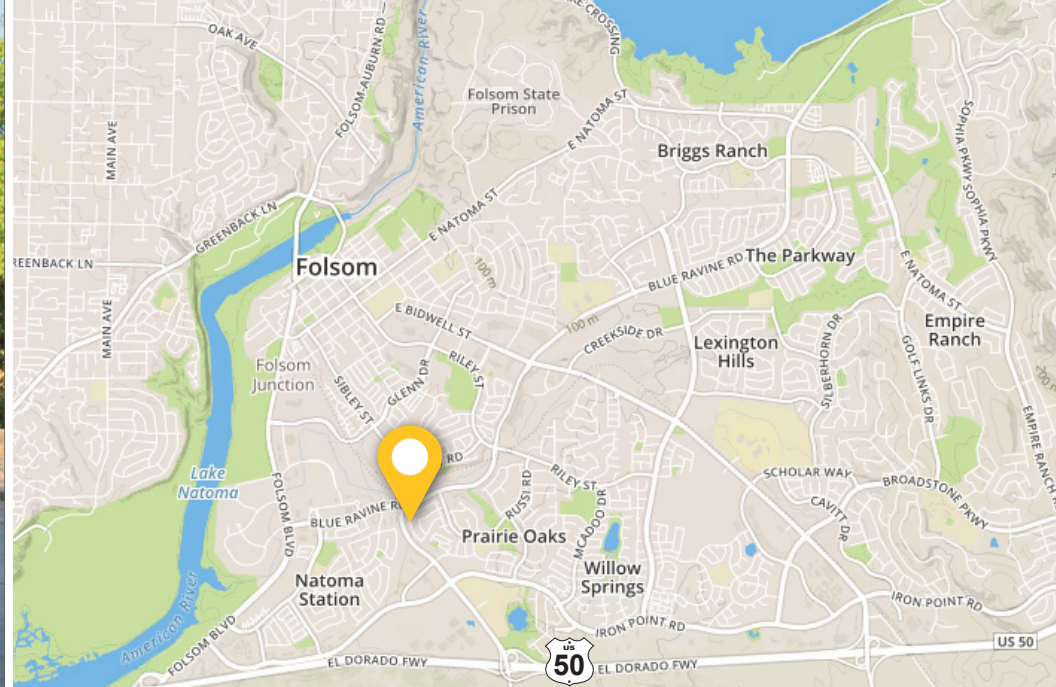 OAK AVE
FOLSOM-AUBURN RD
American River
CROSSING
Folsom State
Prison
E NATOMA ST
MAIN AVE
Briggs Ranch
SOPHIA PKWY
SOPHIA PKWY
GREENBACK LN
E NATOMA ST
REENBACK LN
Folsom
100 m
BLUE RAVINE RD
The Parkway
E NATOMA ST
MAIN AVE
E BIDWELL ST
100 m
CREEKSIDE DR
Lexington
Hills
SILBERHORN DR
Empire
Ranch
GOLF LINKS DR
Folsom
Junction
SIBLEY ST
GLENN DR
RILEY ST
100
EMPIRE RANCH
RD
Lake
Natoma
FOLSOM BLVD
BLUE RAVINE R
RUSSI RD
RILEY ST
MCADOO DR
SCHOLAR WAY
CAVITT DR
BROADSTONE PKWY
Prairie Oaks
Willow
Springs
Natoma
Station
American River
FOLSOM BLVD
IRON POINT RD
IRON POINT RD
US 50
US
50
EL DORADO FWY
EL DORADO FWY